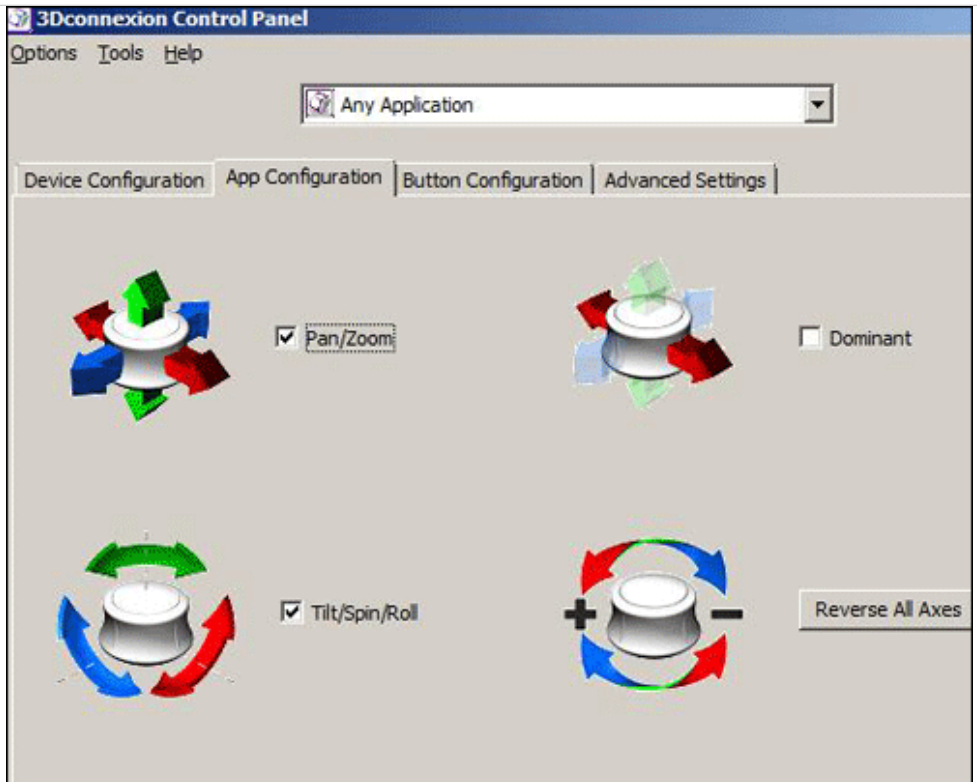 3Dconnexion Control Panel
Options Tools Help
Any Application
Device Configuration App Configuration Button Configuration Advanced Settings
Pan/Zoom Dominant
Tilt/Spin/Roll Reverse All Axes